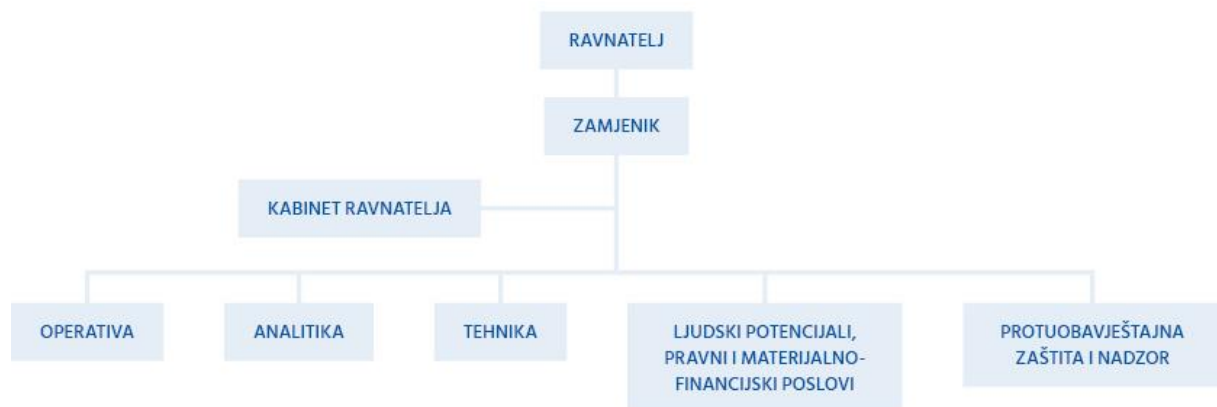 RAVNATELJ
ZAMJENIK
KABINET RAVNATELJA
OPERATIVA
ANALITIKA
TEHNIKA
LJUDSKI POTENCIJALI,
PRAVNI I MATERIJALNO-
FINANCIJSKI POSLOVI
PROTUOBAVJEŠTAJNA
ZAŠTITA I NADZOR